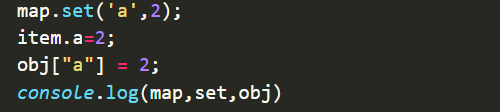 map.set('a',2);
item.a=2;
obj["a"] = 2;
console.log(map,set,obj)